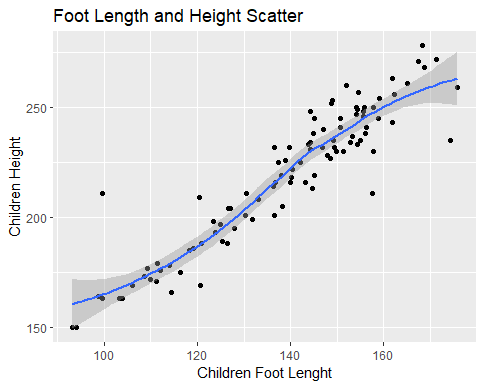 Foot Length and Height Scatter
250
200
150
Children Height
100 120 140 160
Children Foot Lenght